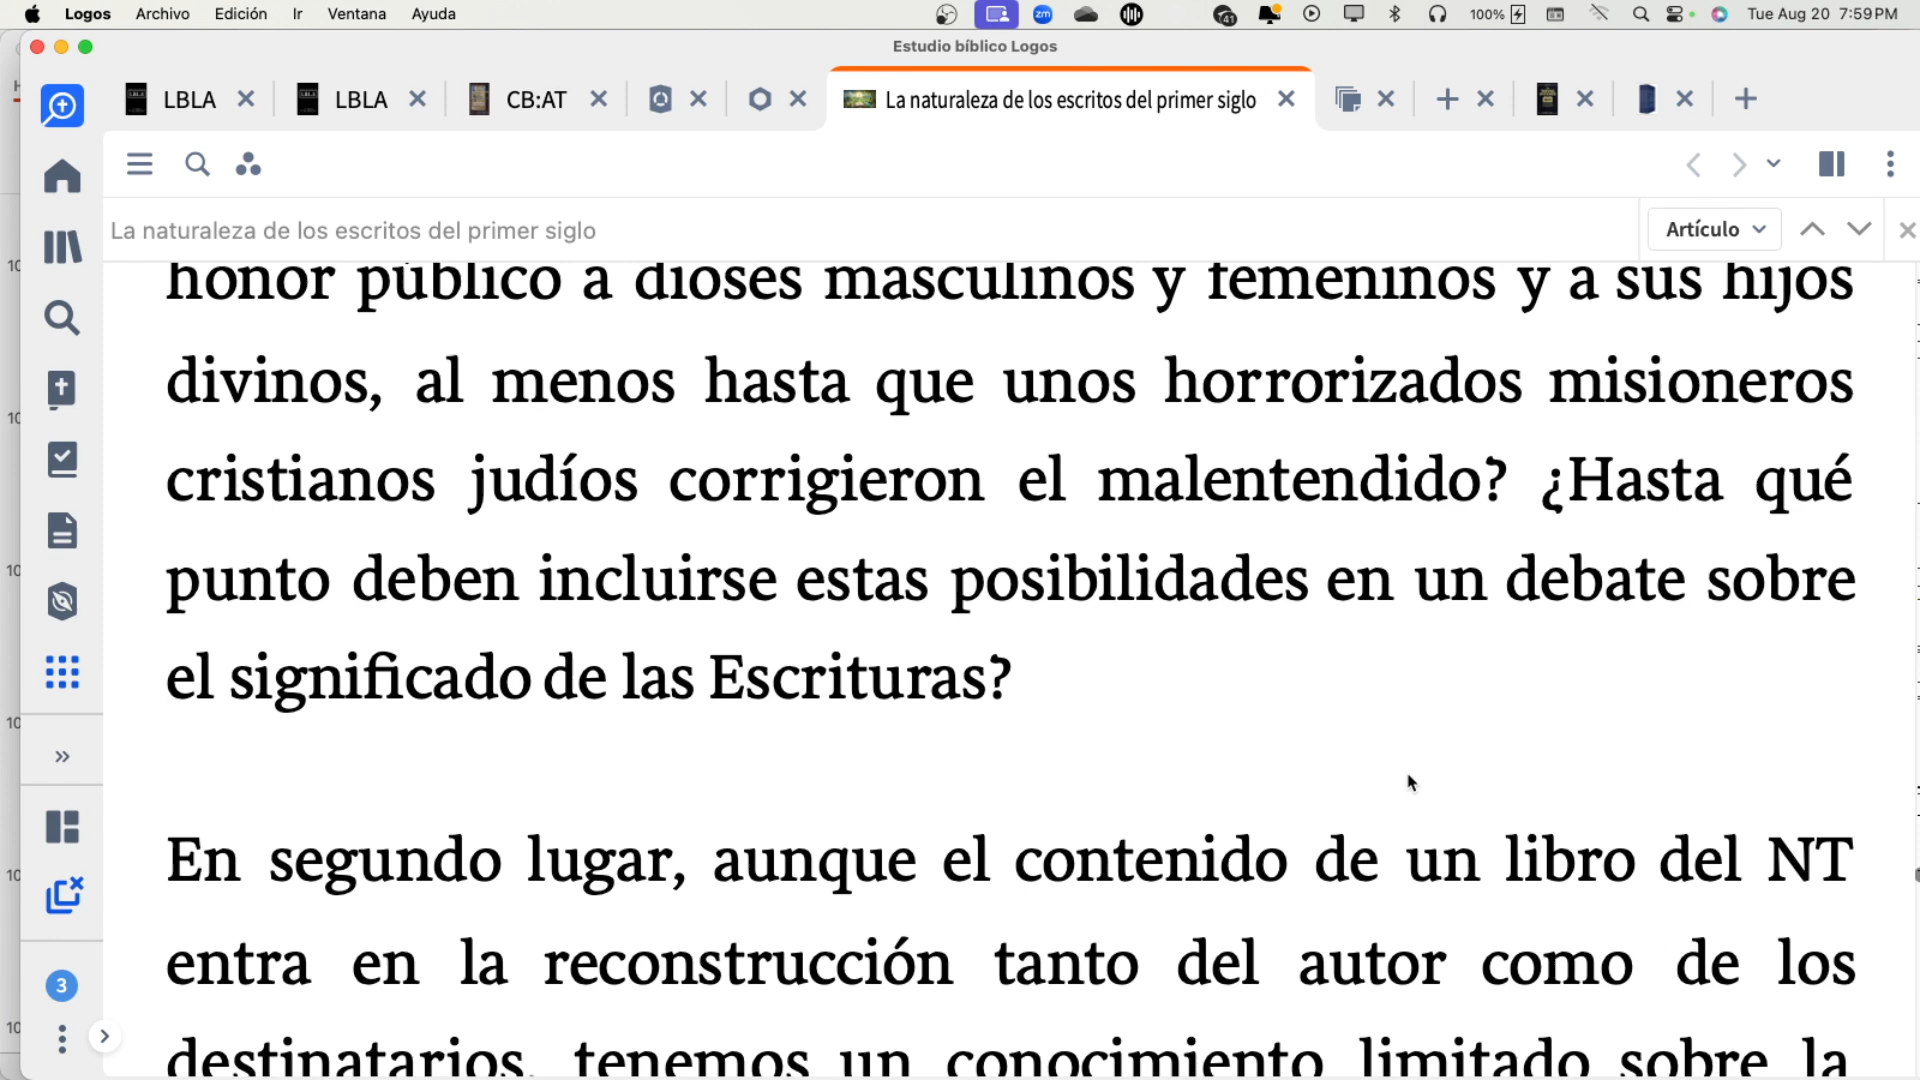 Logos Archivo Edición Ir Ventana Ayuda zm 41 100% Tue Aug 20 7:59 PM
Estudio bíblico Logos
LBLA LBLA CB:AT La naturaleza de los escritos del primer siglo
La naturaleza de los escritos del primer siglo Artículo
honor público a dioses masculinos y femeninos y a sus hijos
divinos, al menos hasta que unos horrorizados misioneros
cristianos judíos corrigieron el malentendido? ¿Hasta qué
punto deben incluirse estas posibilidades en un debate sobre
el significado de las Escrituras?
En segundo lugar, aunque el contenido de un libro del NT
entra en la reconstrucción tanto del autor como de los
destinatarios, tenemos un conocimiento limitado sobre la
3